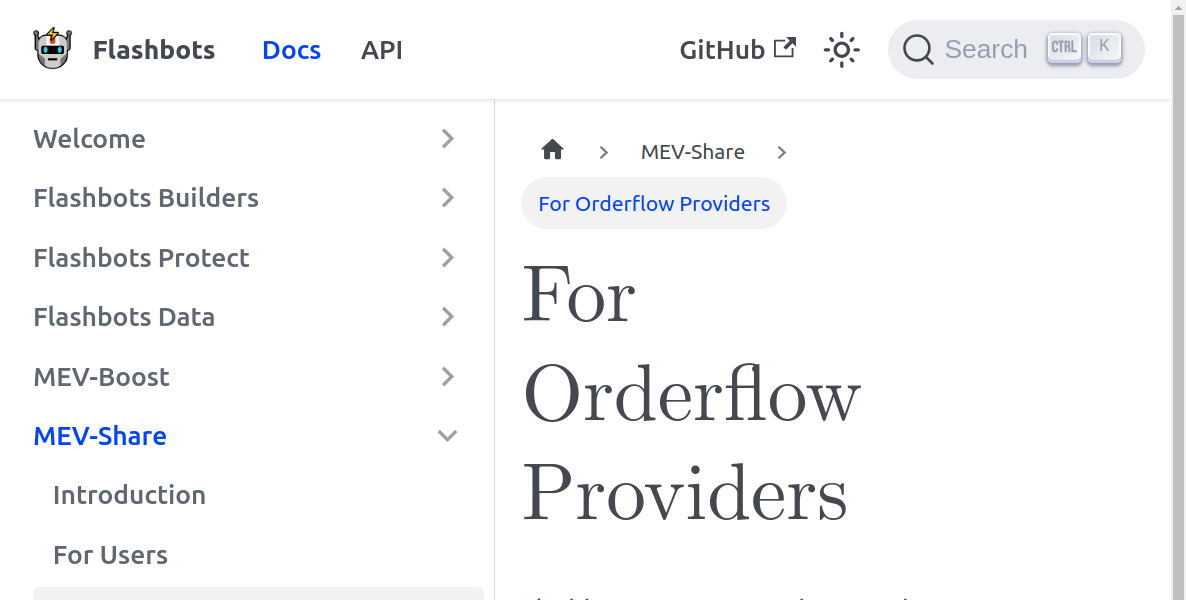 Flashbots Docs API GitHub Search CTRL K
Welcome
Flashbots Builders
Flashbots Protect
Flashbots Data
MEV-Boost
MEV-Share
Introduction
For Users
MEV-Share
For Orderflow Providers
For
Orderflow
Providers